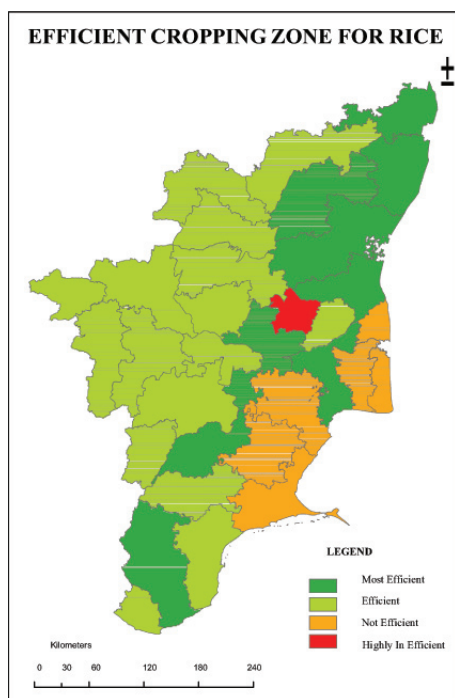 EFFICIENT CROPPING ZONE FOR RICE
LEGEND
Most Efficient
Efficient
Not Efficient
Highly In Efficient
Kilometers
0 30 60 120 180 240